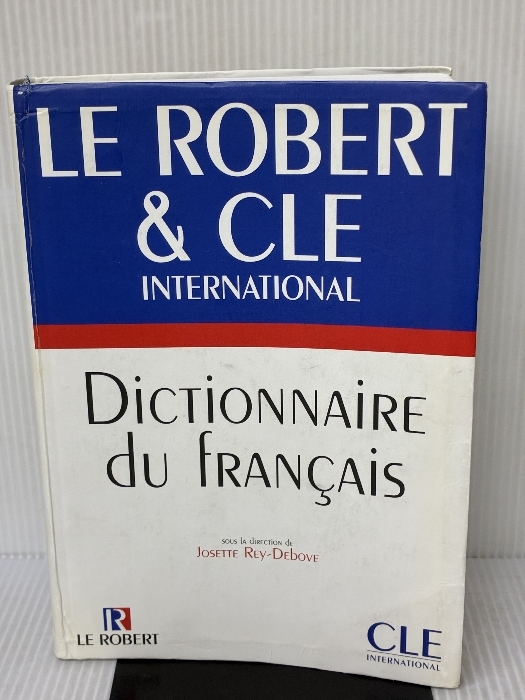 LE ROBERT
& CLE
INTERNATIONAL
Dictionnaire
du français
sous la direction de
Josette Rey-Debove
R
LE ROBERT
CLE
INTERNATIONAL